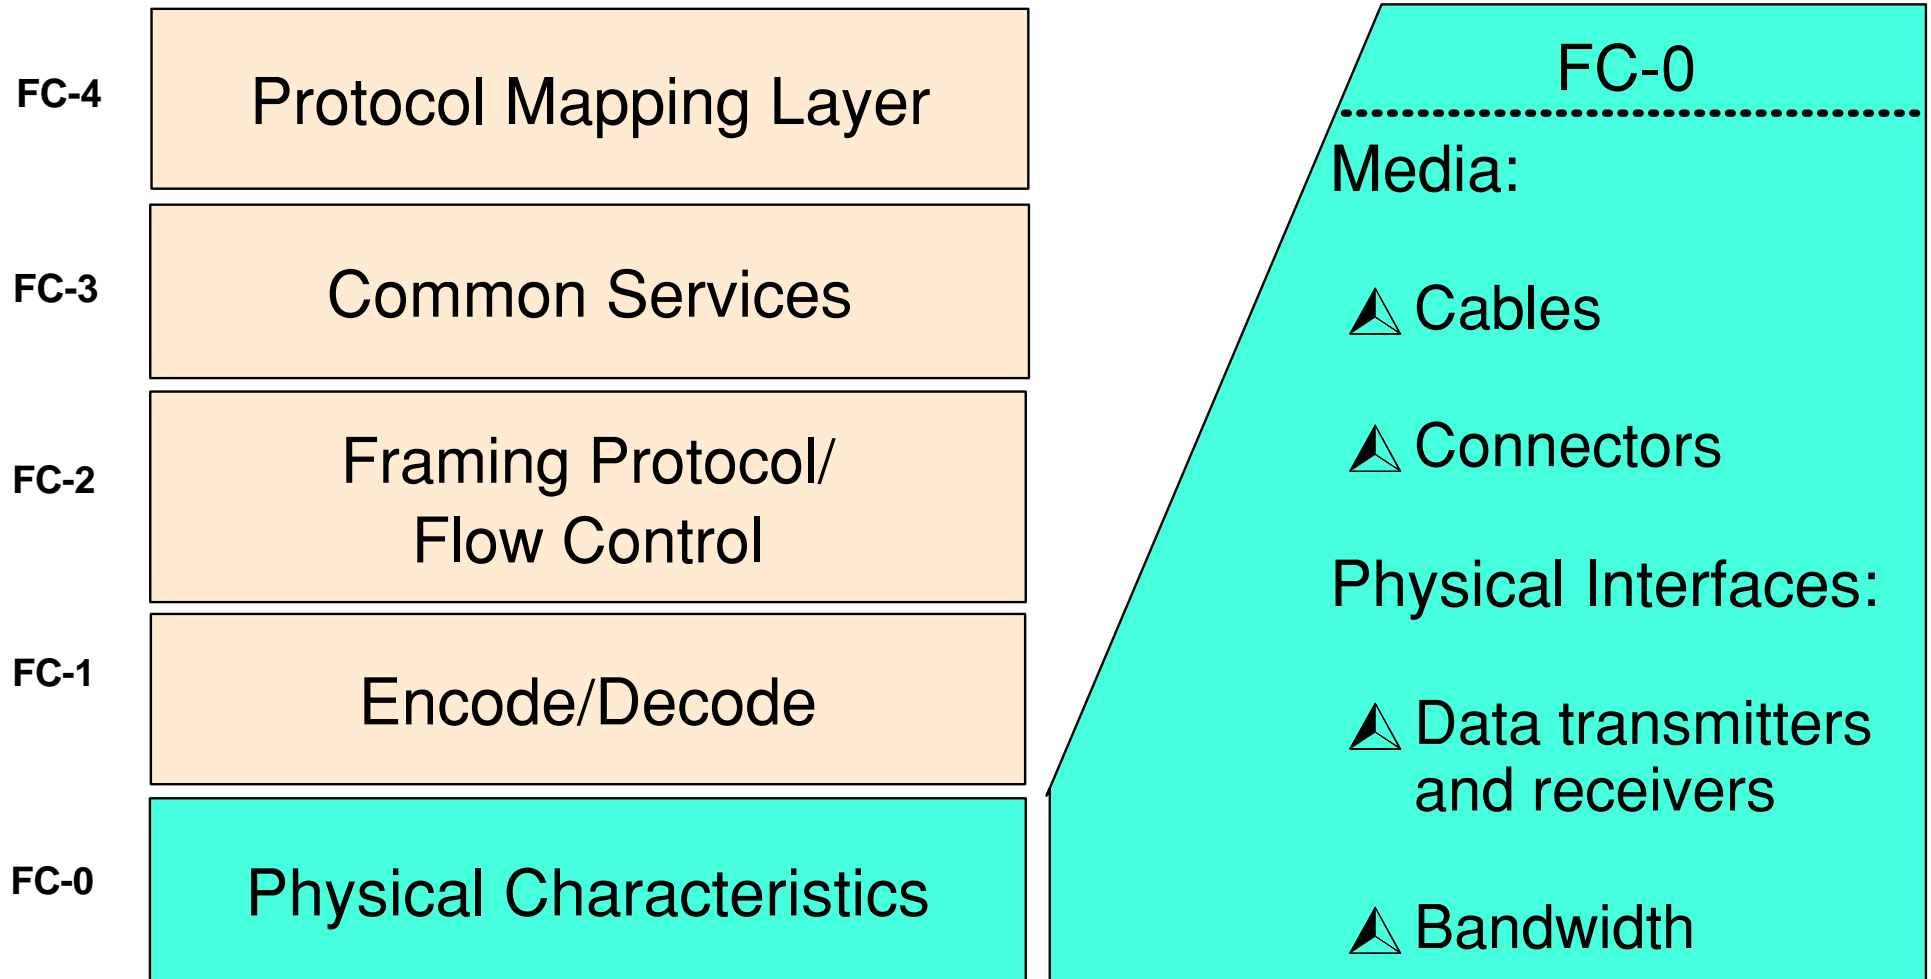 FC-4
Protocol Mapping Layer
FC-3
Common Services
FC-2
Framing Protocol/
Flow Control
FC-1
Encode/Decode
FC-0
Physical Characteristics
FC-0
Media:
Cables
Connectors
Physical Interfaces:
Data transmitters
and receivers
Bandwidth